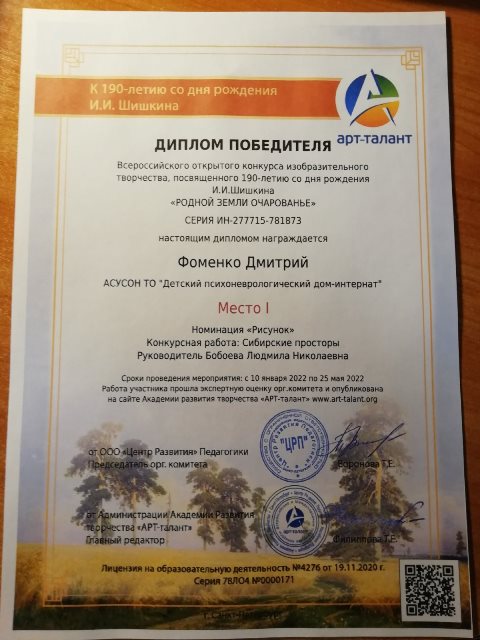 К 190-летию со дня рождения
И.И. Шишкина
арт-талант
ДИПЛОМ ПОБЕДИТЕЛЯ
Всероссийского открытого конкурса изобразительного
творчества, посвященного 190-летию со дня рождения
И.И.Шишкина
«РОДНОЙ ЗЕМЛИ ОЧАРОВАНЬЕ»
СЕРИЯ ИН-277715-781873
настоящим дипломом награждается
Фоменко Дмитрий
АСУСОН ТО "Детский психоневрологический дом-интернат"
Место I
Номинация «Рисунок»
Конкурсная работа: Сибирские просторы
Руководитель Бобоева Людмила Николаевна
Сроки проведения мероприятия: с 10 января 2022 по 25 мая 2022
Работа участника прошла экспертную оценку орг.комитета и опубликована
на сайте Академии развития творчества «АРТ-талант» www.art-talant.org
"ЦРП"
от ООО «Центр Развития Педагогики
Председатель орг. комитета
Воронова Т.Е.
от Администрации Академии Развития
творчества «АРТ-талант»
Главный редактор
Филиппова Т.Е.
Лицензия на образовательную деятельность №4276 от 19.11.2020 г.
Серия 78ЛО4 №0000171
г. Санкт-Петербург